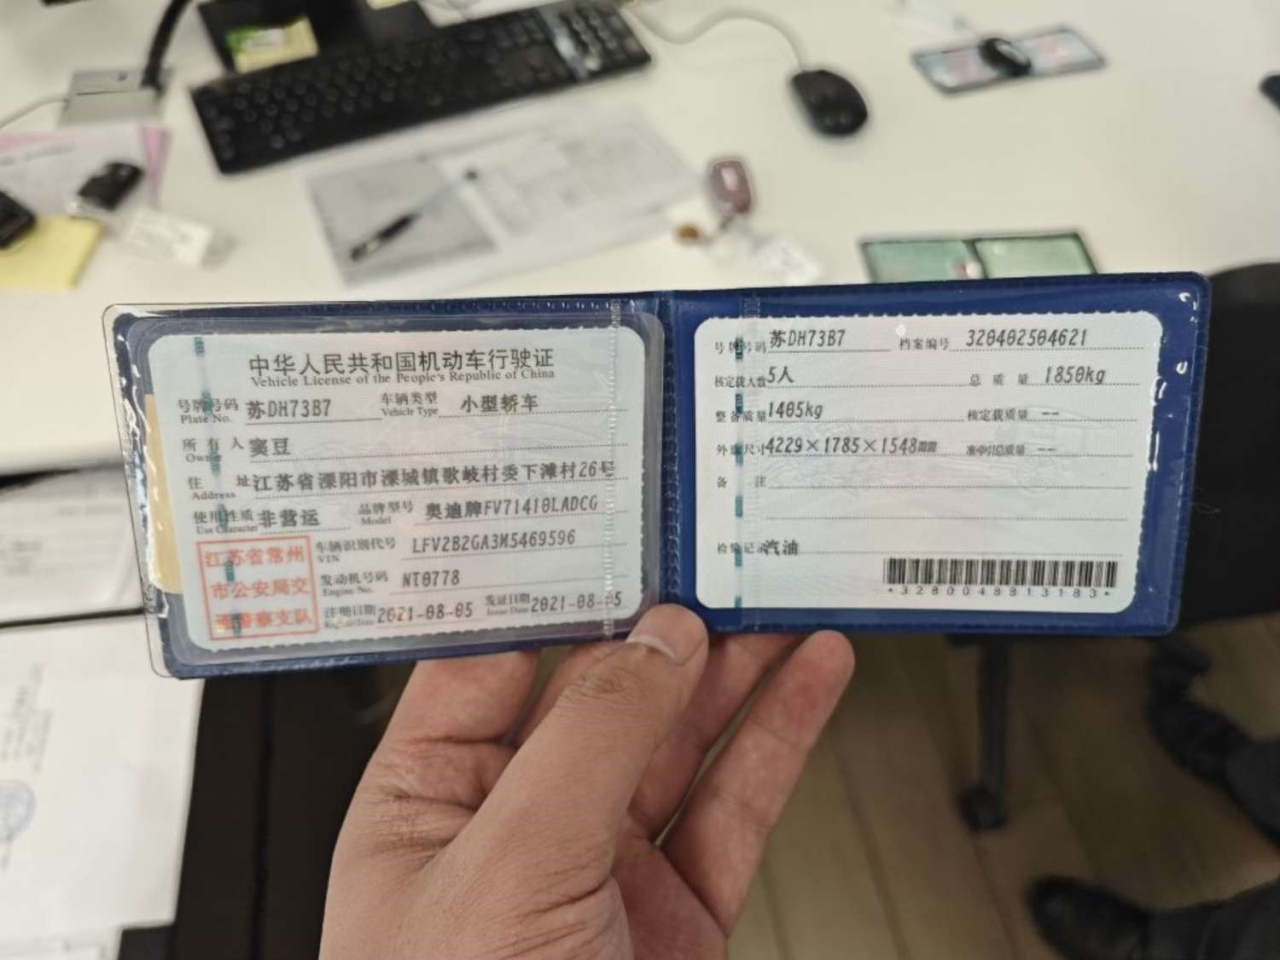 中华人民共和国机动车行驶证
Vehicle License of the People's Republic of China
号牌号码 苏DH73B7 车辆类型 小型轿车
Plate No. Vehicle Type
所有人 窦豆
Owner
住址 江苏省溧阳市溧城镇歌岐村委下滩村26号
Address
使用性质 非营运 品牌型号 奥迪牌FV71410LADCG
Use Character Model
江苏省常州
市公安局交
通警察支队
车辆识别代号 LFV2B2GA3M5469596
VIN
发动机号码 NT0778
Engine No.
注册日期 2021-08-05 发证日期 2021-08-05
Register Date Issue Date
号牌号码 苏DH73B7 档案编号 320402504621
核定载人数 5人 总质量 1850kg
整备质量 1405kg 核定载质量 --
外廓尺寸 4229×1785×1548mm 准牵引总质量 --
备注
检验记录 汽油
*3280048813183*